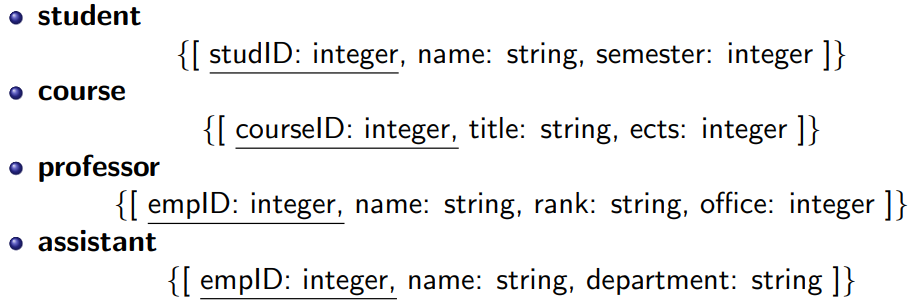 student
{[ studID: integer, name: string, semester: integer ]}
course
{[ courseID: integer, title: string, ects: integer ]}
professor
{[ empID: integer, name: string, rank: string, office: integer ]}
assistant
{[ empID: integer, name: string, department: string ]}